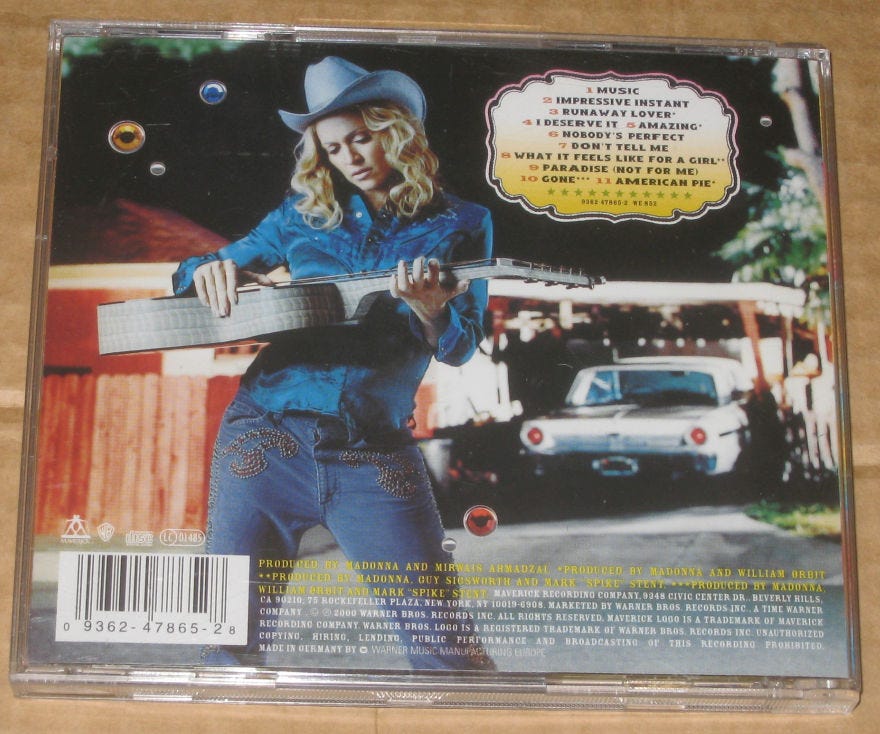 1 MUSIC
2 IMPRESSIVE INSTANT
3 RUNAWAY LOVER*
4 I DESERVE IT 5 AMAZING*
6 NOBODY'S PERFECT
7 DON'T TELL ME
8 WHAT IT FEELS LIKE FOR A GIRL**
9 PARADISE (NOT FOR ME)
10 GONE*** 11 AMERICAN PIE*
9362 47865-2 WE 852
MAVERICK
WB
disc
LC 01485
PRODUCED BY MADONNA AND MIRWAIS AHMADZAI. *PRODUCED BY MADONNA AND WILLIAM ORBIT
**PRODUCED BY MADONNA, GUY SIGSWORTH AND MARK "SPIKE" STENT. ***PRODUCED BY MADONNA,
WILLIAM ORBIT AND MARK "SPIKE" STENT. MAVERICK RECORDING COMPANY, 9348 CIVIC CENTER DR., BEVERLY HILLS,
CA 90210; 75 ROCKEFELLER PLAZA, NEW YORK, NY 10019-6908. MARKETED BY WARNER BROS. RECORDS INC., A TIME WARNER
COMPANY. © ℗ 2000 WARNER BROS. RECORDS INC. ALL RIGHTS RESERVED. MAVERICK LOGO IS A TRADEMARK OF MAVERICK
RECORDING COMPANY. WARNER BROS. LOGO IS A REGISTERED TRADEMARK OF WARNER BROS. RECORDS INC. UNAUTHORIZED
COPYING, HIRING, LENDING, PUBLIC PERFORMANCE AND BROADCASTING OF THIS RECORDING PROHIBITED.
MADE IN GERMANY BY WARNER MUSIC MANUFACTURING EUROPE
0 9362-47865-2 8